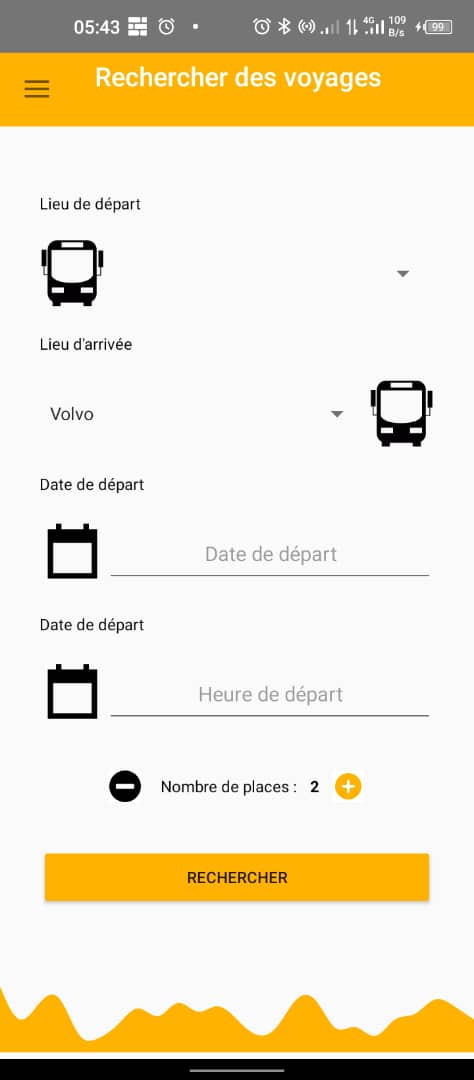 05:43
4G 109 B/s 99
Rechercher des voyages
Lieu de départ
Lieu d'arrivée
Volvo
Date de départ
Date de départ
Date de départ
Heure de départ
Nombre de places : 2
RECHERCHER